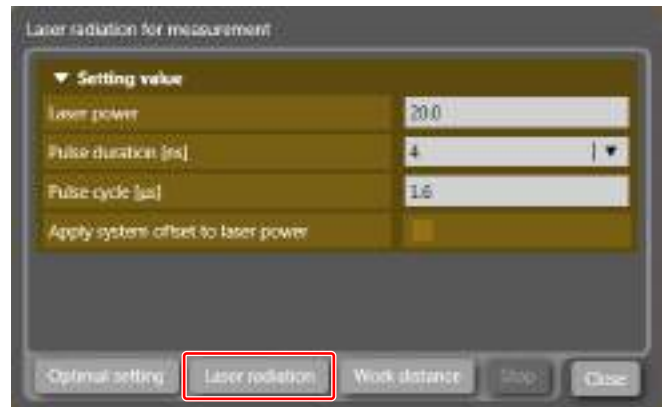 Laser radiation for measurement
▼ Setting value
Laser power 20.0
Pulse duration [ns] 4 ▼
Pulse cycle [µs] 1.6
Apply system offset to laser power
Optimal setting Laser radiation Work distance Stop Close